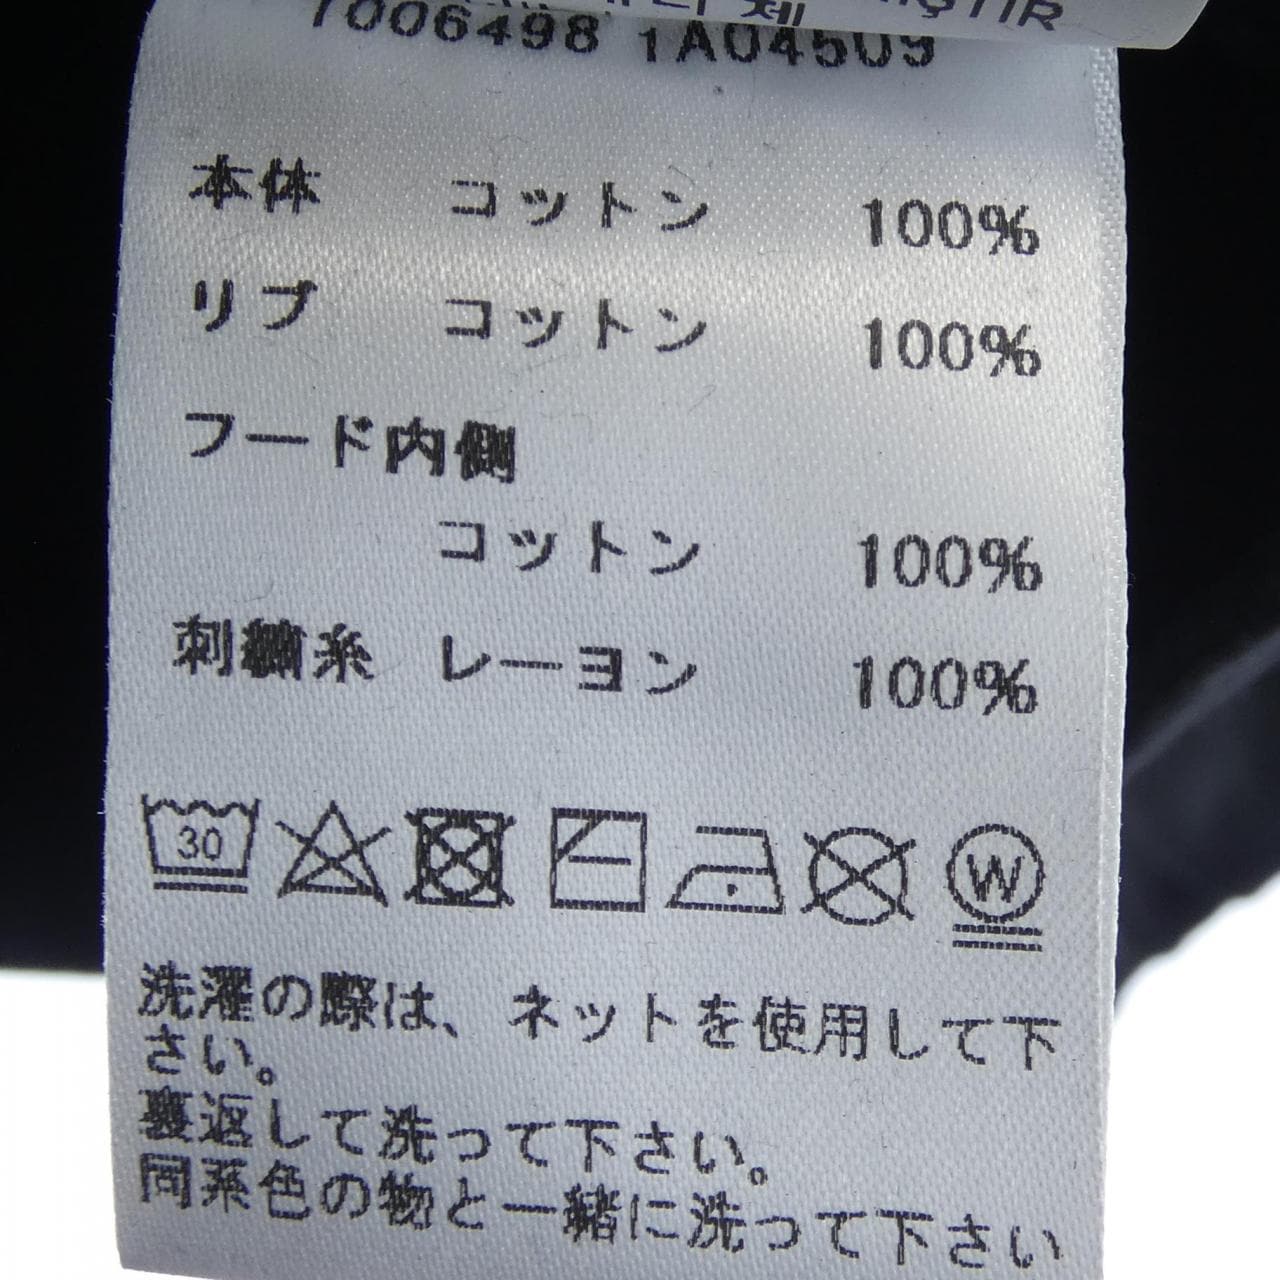 1006498 1A04509
本体 コットン 100%
リブ コットン 100%
フード内側
コットン 100%
刺繍糸 レーヨン 100%
30
W
洗濯の際は、ネットを使用して下
さい。
裏返して洗って下さい。
同系色の物と一緒に洗って下さい